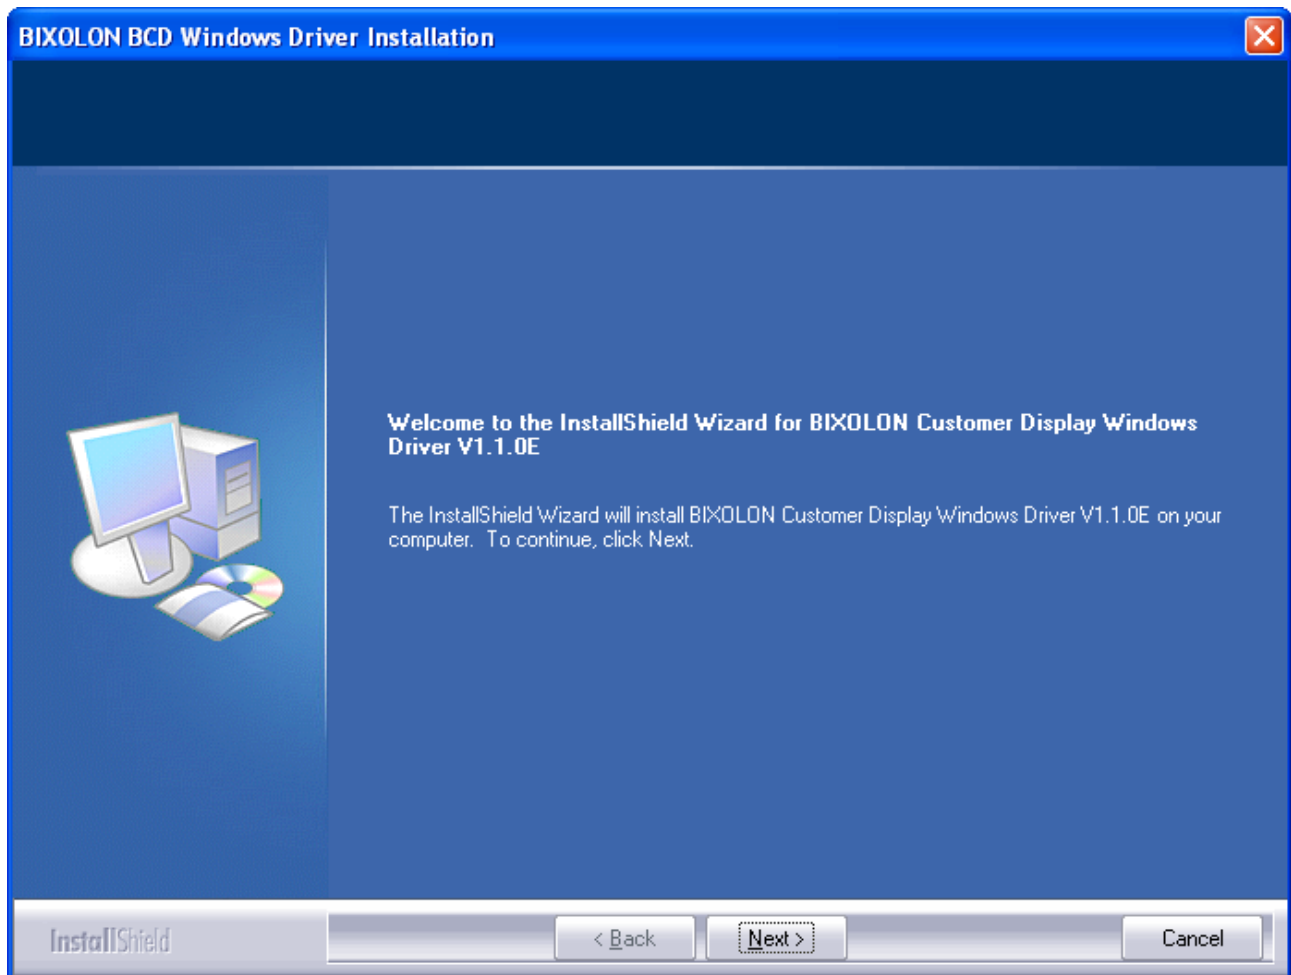 BIXOLON BCD Windows Driver Installation
Welcome to the InstallShield Wizard for BIXOLON Customer Display Windows
Driver V1.1.0E
The InstallShield Wizard will install BIXOLON Customer Display Windows Driver V1.1.0E on your
computer.  To continue, click Next.
InstallShield
< Back
Next >
Cancel